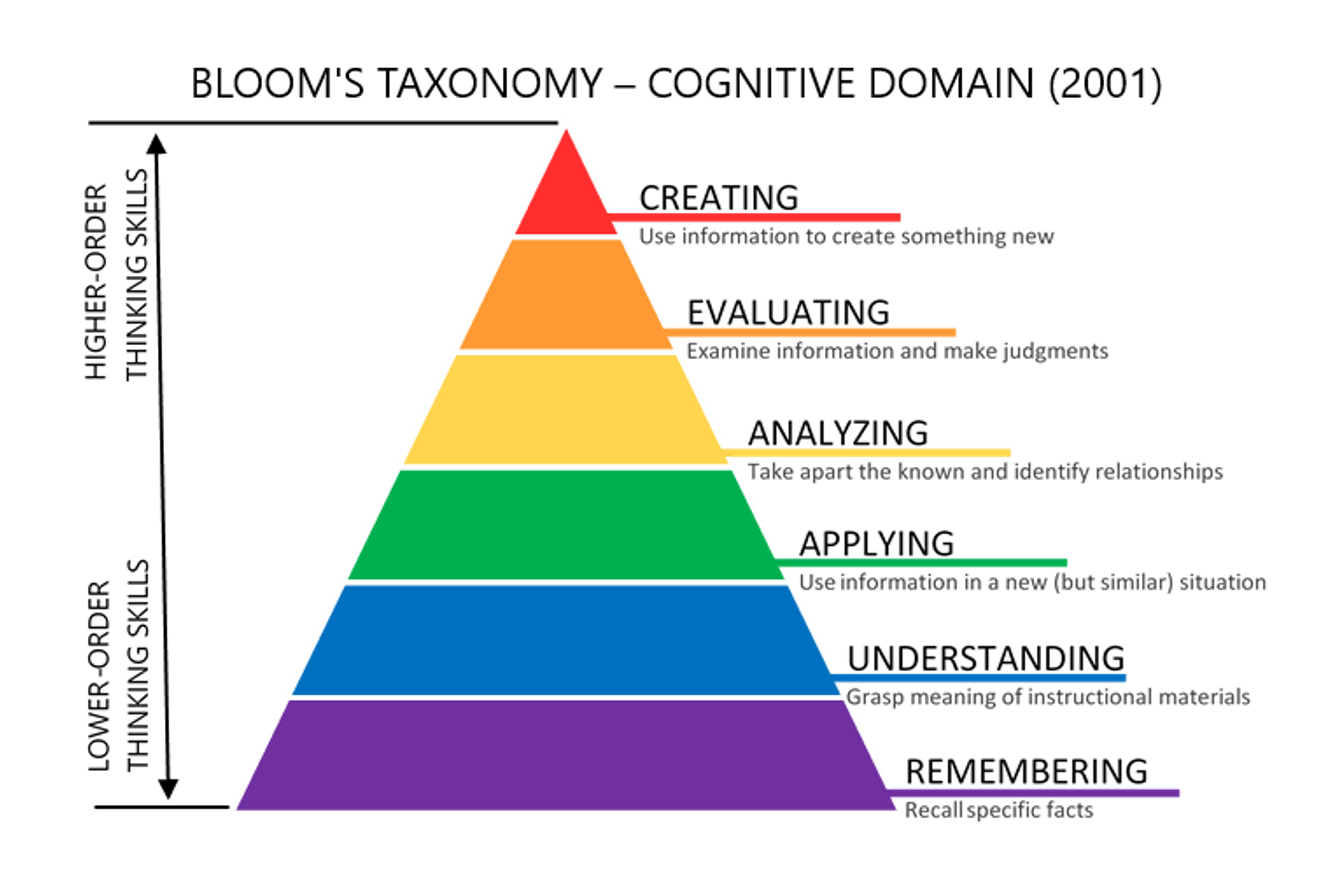 BLOOM'S TAXONOMY – COGNITIVE DOMAIN (2001)
HIGHER-ORDER
THINKING SKILLS
LOWER-ORDER
THINKING SKILLS
CREATING
Use information to create something new
EVALUATING
Examine information and make judgments
ANALYZING
Take apart the known and identify relationships
APPLYING
Use information in a new (but similar) situation
UNDERSTANDING
Grasp meaning of instructional materials
REMEMBERING
Recall specific facts